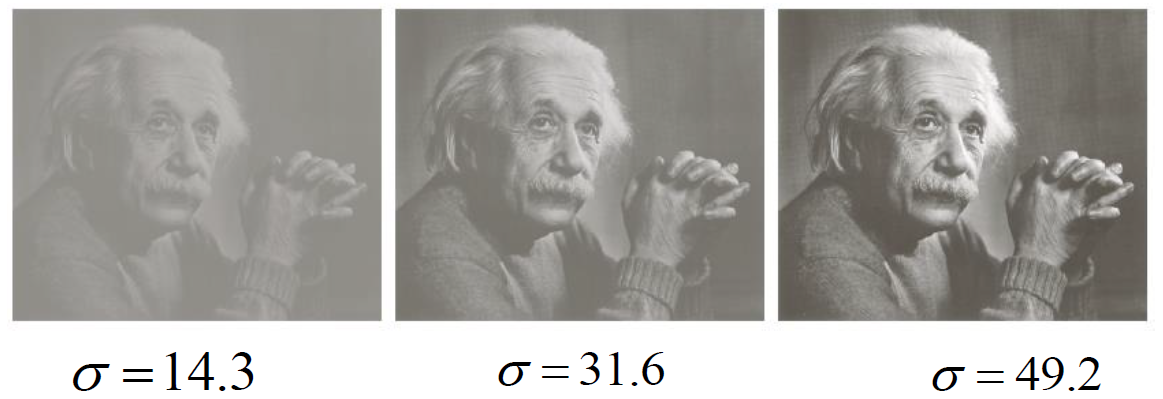 σ = 14.3 σ = 31.6 σ = 49.2